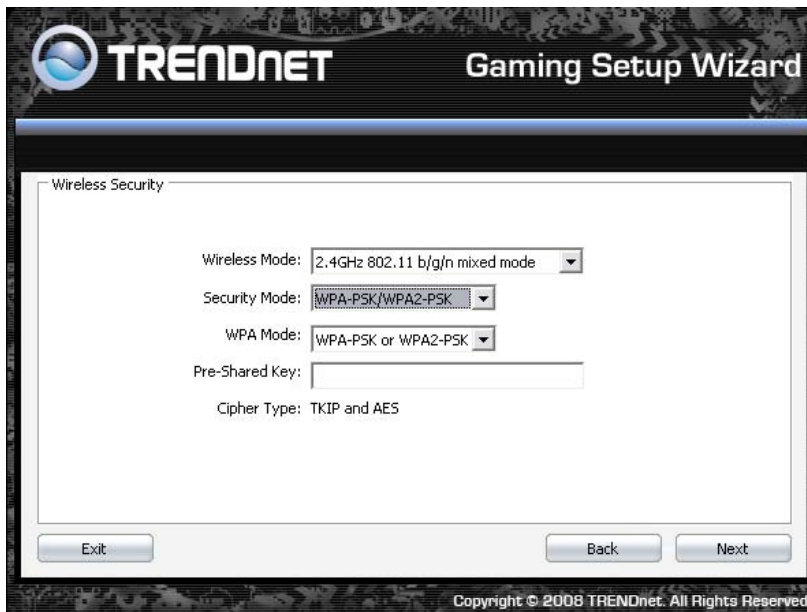 TRENDNET
Gaming Setup Wizard
Wireless Security
Wireless Mode: 2.4GHz 802.11 b/g/n mixed mode
Security Mode: WPA-PSK/WPA2-PSK
WPA Mode: WPA-PSK or WPA2-PSK
Pre-Shared Key:
Cipher Type: TKIP and AES
Exit Back Next
Copyright © 2008 TRENDnet. All Rights Reserved